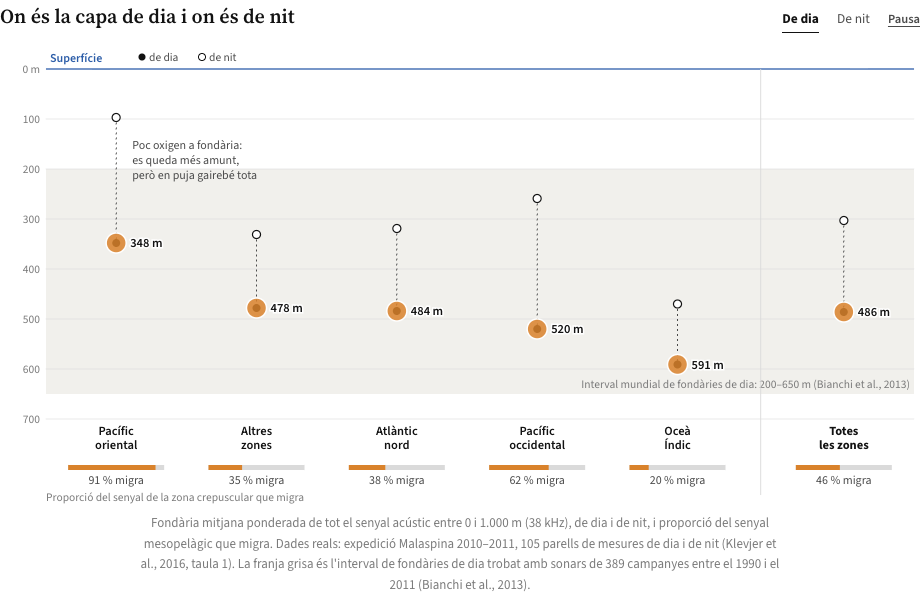 On és la capa de dia i on és de nit
De dia
De nit
Pausa
Superfície
de dia
de nit
0 m
100
200
300
400
500
600
700
Poc oxigen a fondària:
es queda més amunt,
però en puja gairebé tota
348 m
478 m
484 m
520 m
591 m
486 m
Interval mundial de fondàries de dia: 200–650 m (Bianchi et al., 2013)
Pacífic
oriental
Altres
zones
Atlàntic
nord
Pacífic
occidental
Oceà
Índic
Totes
les zones
91 % migra
35 % migra
38 % migra
62 % migra
20 % migra
46 % migra
Proporció del senyal de la zona crepuscular que migra
Fondària mitjana ponderada de tot el senyal acústic entre 0 i 1.000 m (38 kHz), de dia i de nit, i proporció del senyal
mesopelàgic que migra. Dades reals: expedició Malaspina 2010–2011, 105 parells de mesures de dia i de nit (Klevjer et
al., 2016, taula 1). La franja grisa és l'interval de fondàries de dia trobat amb sonars de 389 campanyes entre el 1990 i el
2011 (Bianchi et al., 2013).